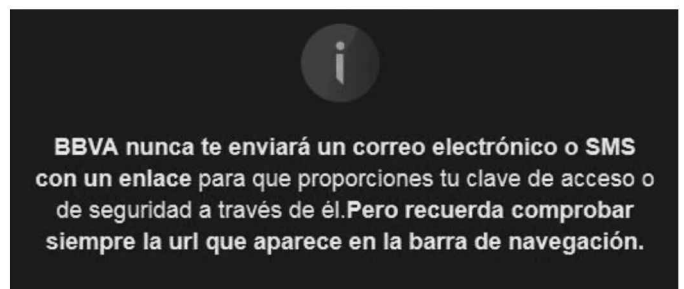 BBVA nunca te enviará un correo electrónico o SMS
con un enlace para que proporciones tu clave de acceso o
de seguridad a través de él.Pero recuerda comprobar
siempre la url que aparece en la barra de navegación.